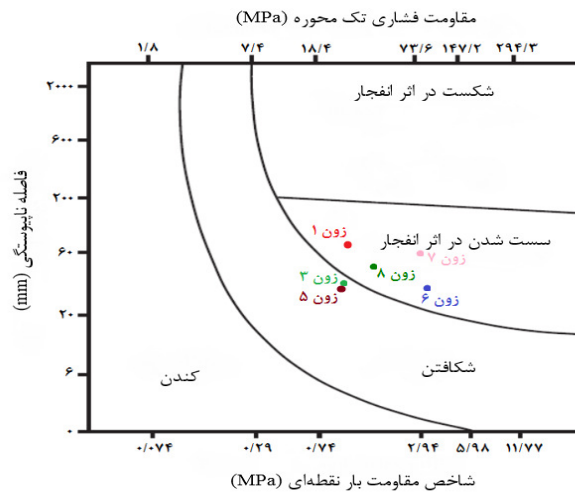 مقاومت فشاری تک محوره (MPa)
۱/۸ ۷/۴ ۱۸/۴ ۷۳/۶ ۱۴۷/۲ ۲۹۴/۳
شکست در اثر انفجار
سست شدن در اثر انفجار
زون ۱
زون ۷
زون ۸
زون ۳
زون ۵
زون ۶
شکافتن
کندن
فاصله ناپیوستگی (mm)
۲۰۰۰
۶۰۰
۲۰۰
۶۰
۲۰
۶
۰
۰/۰۷۴ ۰/۲۹ ۰/۷۴ ۲/۹۴ ۵/۹۸ ۱۱/۷۷
شاخص مقاومت بار نقطه‌ای (MPa)